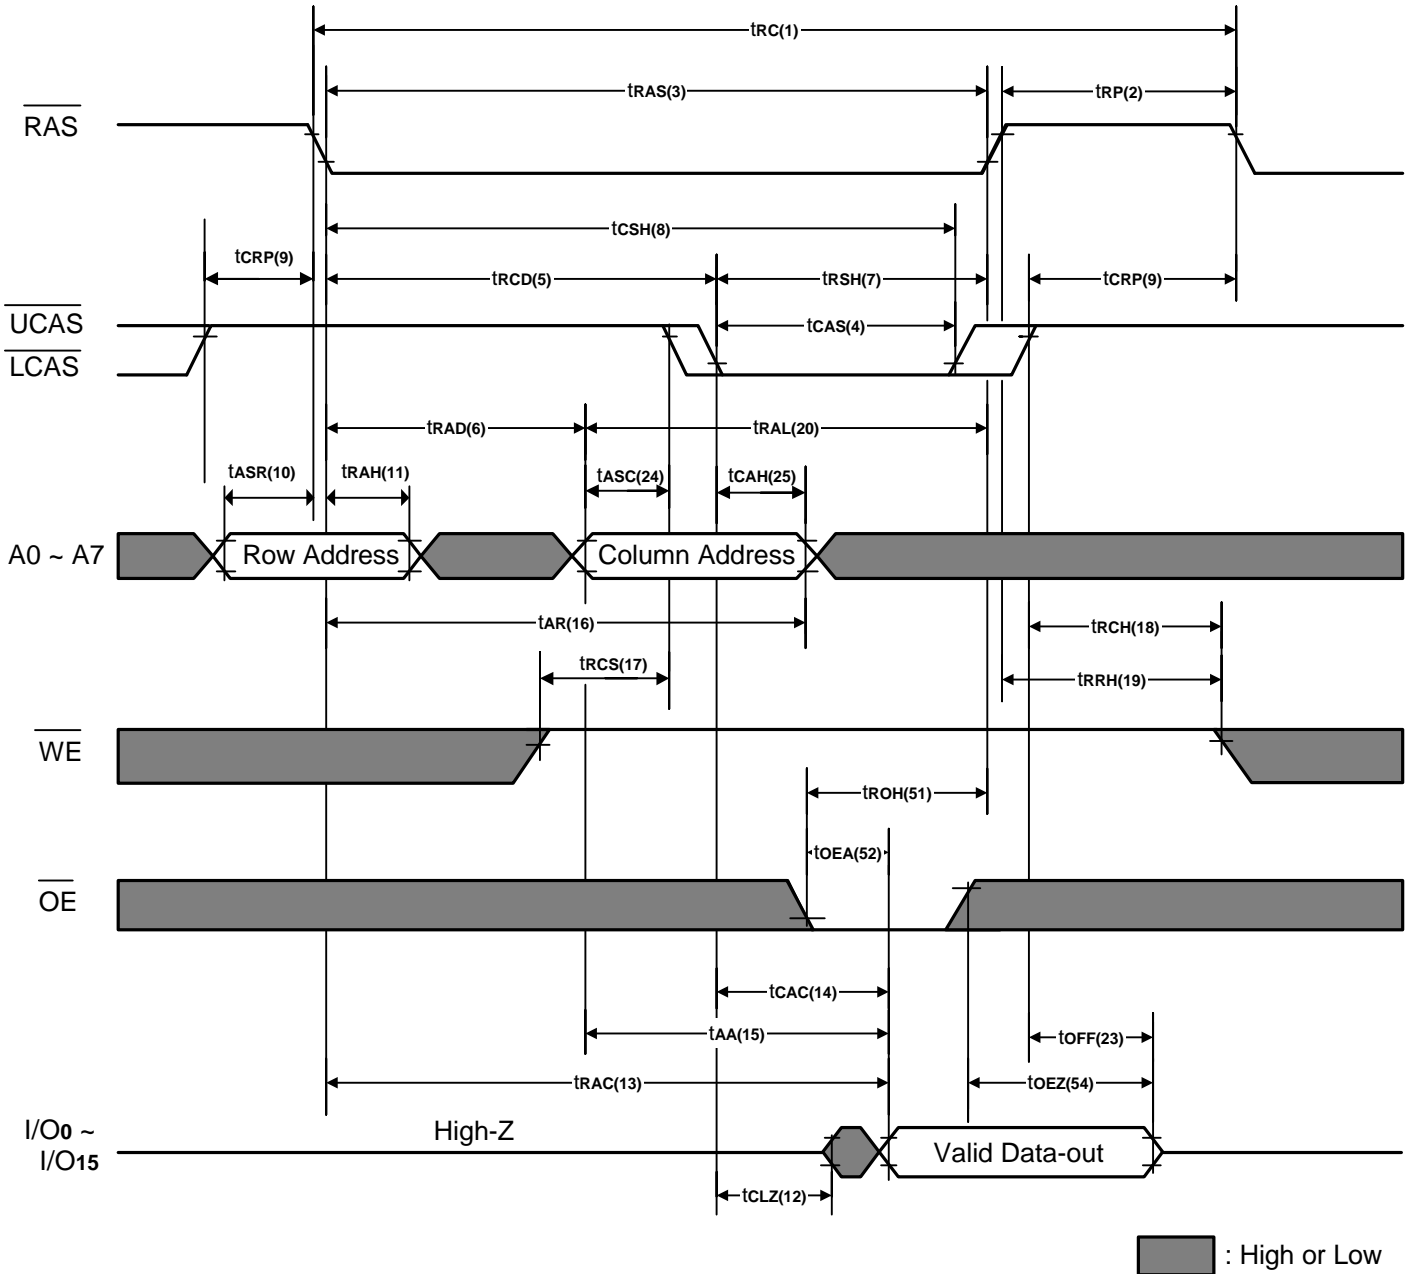 tRC(1)
tRAS(3)
tRP(2)
RAS
tCSH(8)
tCRP(9)
tRCD(5)
tRSH(7)
tCRP(9)
UCAS
tCAS(4)
LCAS
tRAD(6)
tRAL(20)
tASR(10)
tRAH(11)
tASC(24)
tCAH(25)
A0 ~ A7
Row Address
Column Address
tAR(16)
tRCH(18)
tRCS(17)
tRRH(19)
WE
tROH(51)
tOEA(52)
OE
tCAC(14)
tAA(15)
tOFF(23)
tRAC(13)
tOEZ(54)
I/O0 ~
I/O15
High-Z
Valid Data-out
tCLZ(12)
: High or Low